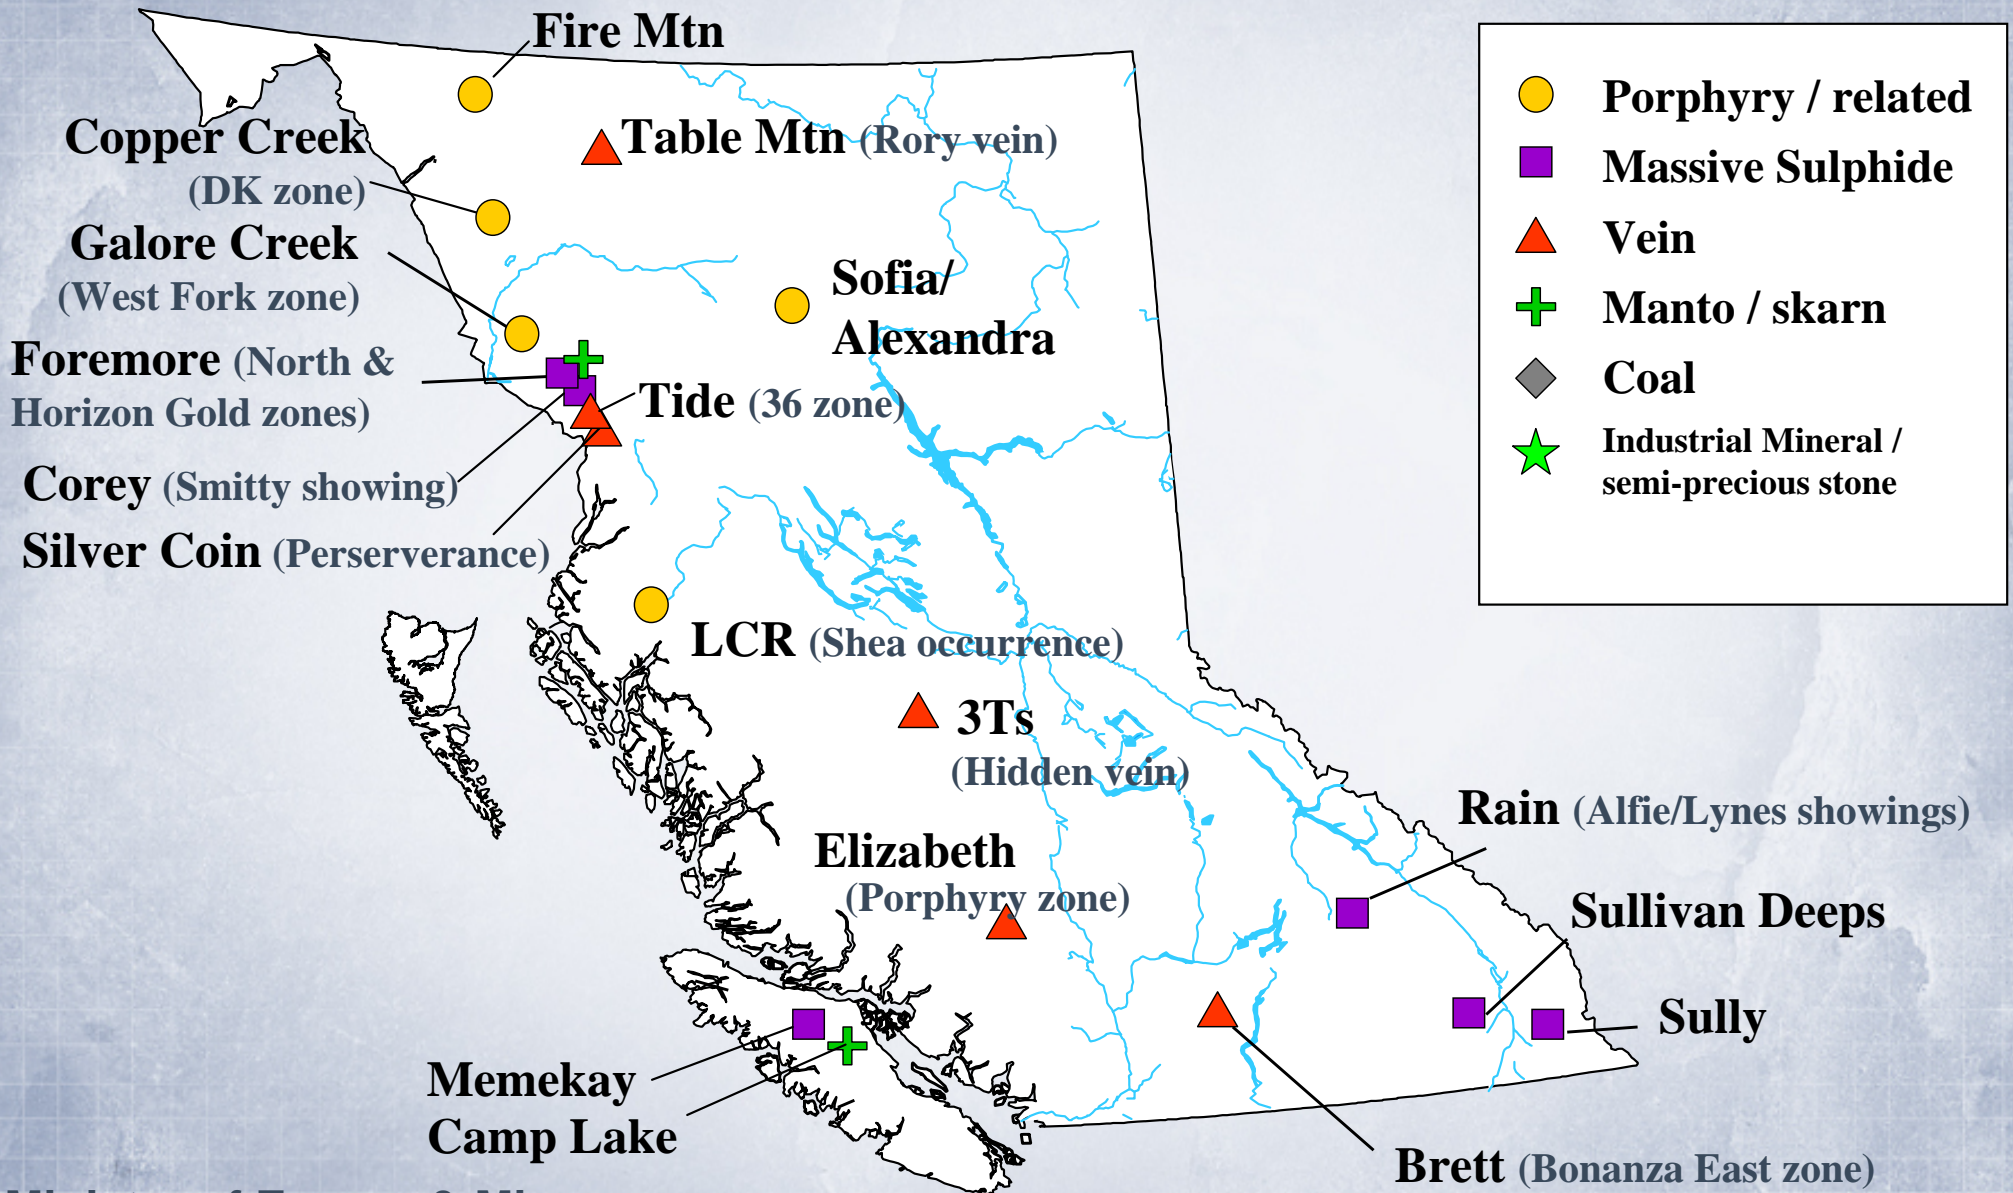 Fire Mtn
Copper Creek
(DK zone)
Table Mtn (Rory vein)
Galore Creek
(West Fork zone)
Sofia/
Alexandra
Foremore (North &
Horizon Gold zones)
Tide (36 zone)
Corey (Smitty showing)
Silver Coin (Perserverance)
LCR (Shea occurrence)
3Ts
(Hidden vein)
Elizabeth
(Porphyry zone)
Rain (Alfie/Lynes showings)
Sullivan Deeps
Sully
Memekay
Camp Lake
Brett (Bonanza East zone)
Porphyry / related
Massive Sulphide
Vein
Manto / skarn
Coal
Industrial Mineral /
semi-precious stone